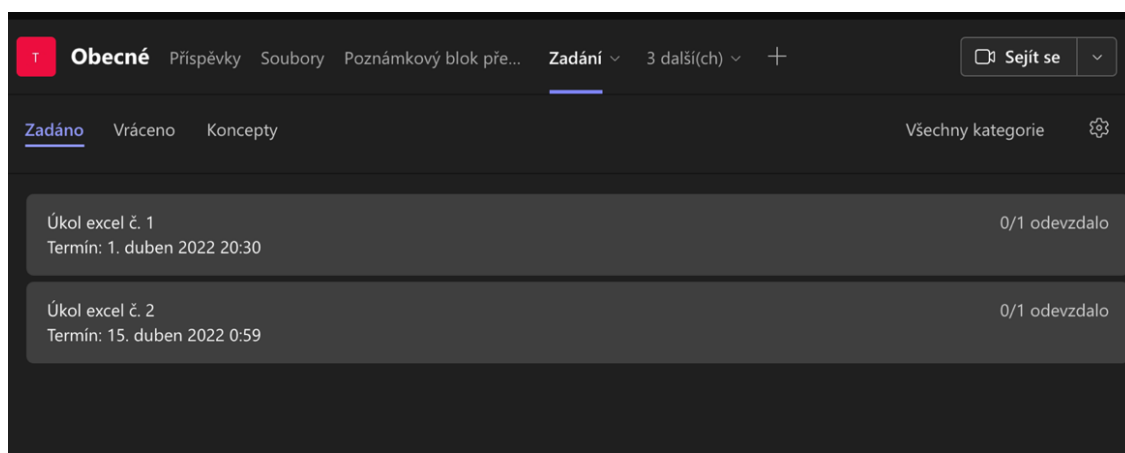 T Obecné Příspěvky Soubory Poznámkový blok pře... Zadání 3 další(ch) Sejít se
Zadáno Vráceno Koncepty Všechny kategorie
Úkol excel č. 1 0/1 odevzdalo
Termín: 1. duben 2022 20:30
Úkol excel č. 2 0/1 odevzdalo
Termín: 15. duben 2022 0:59